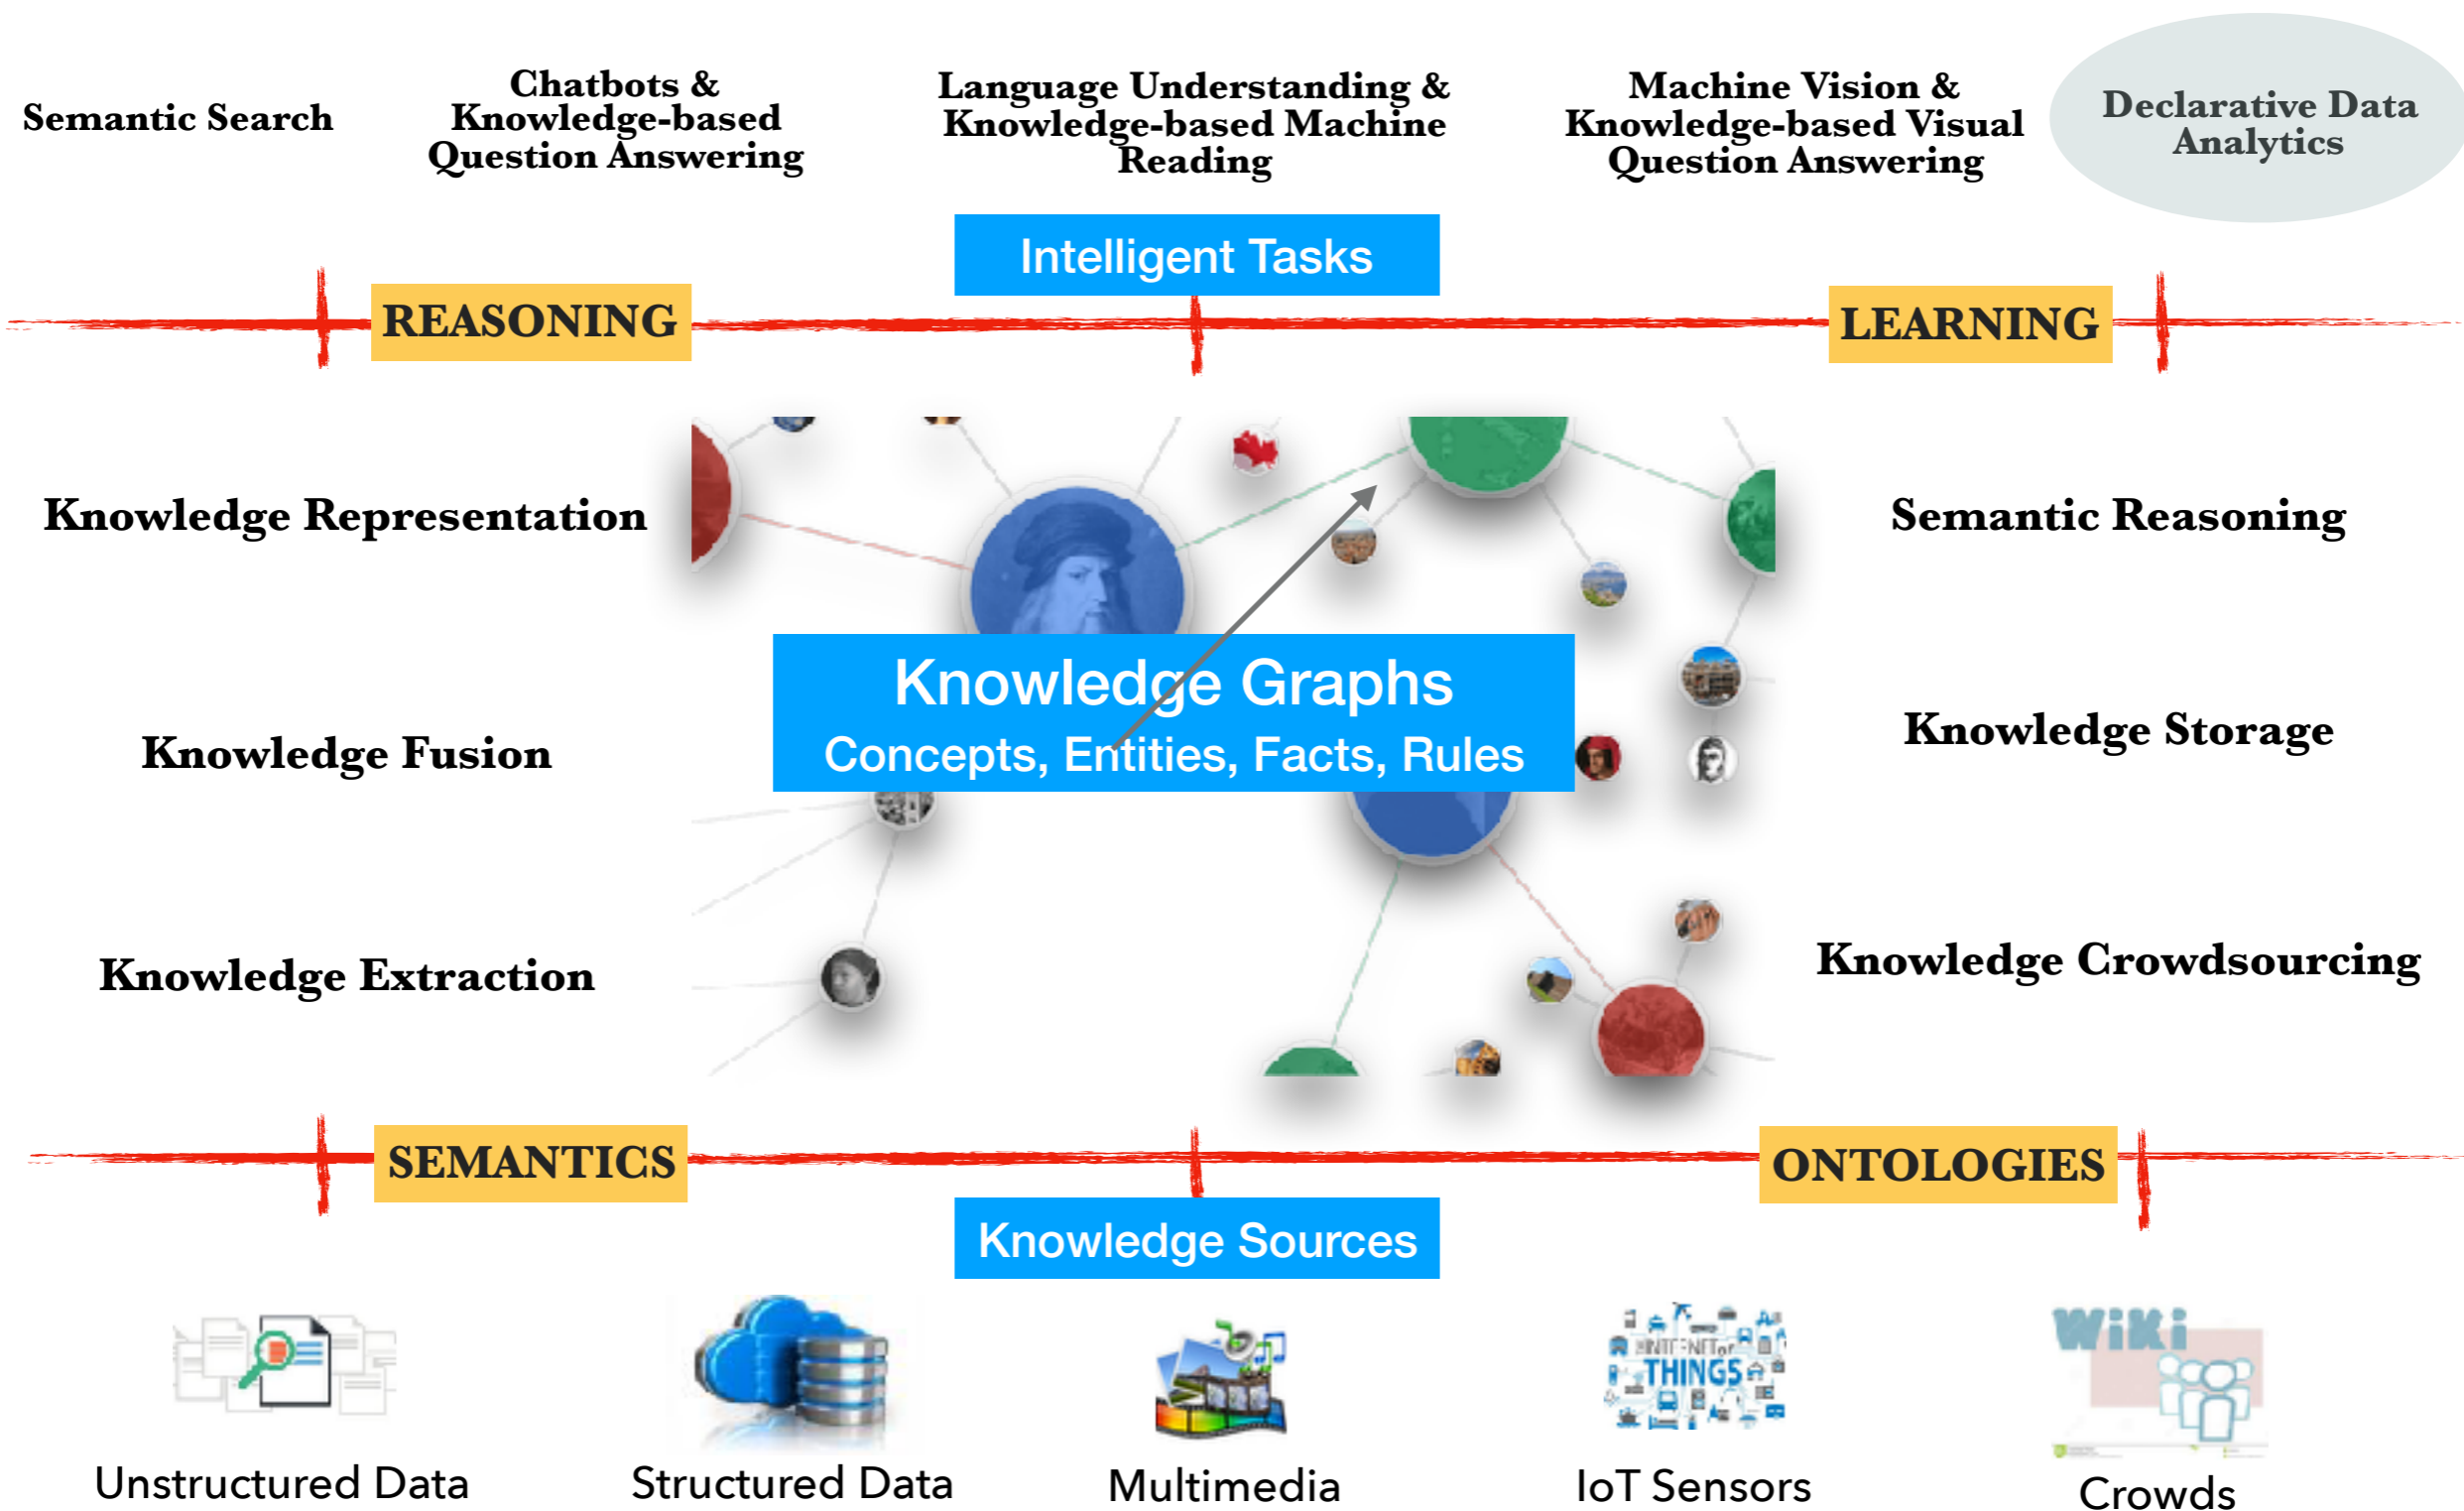 Semantic Search
Chatbots &
Knowledge-based
Question Answering
Language Understanding &
Knowledge-based Machine
Reading
Machine Vision &
Knowledge-based Visual
Question Answering
Declarative Data
Analytics
Intelligent Tasks
REASONING
LEARNING
Knowledge Representation
Semantic Reasoning
Knowledge Graphs
Concepts, Entities, Facts, Rules
Knowledge Fusion
Knowledge Storage
Knowledge Extraction
Knowledge Crowdsourcing
SEMANTICS
ONTOLOGIES
Knowledge Sources
INTERNET OF
THINGS
Wiki
Unstructured Data
Structured Data
Multimedia
IoT Sensors
Crowds